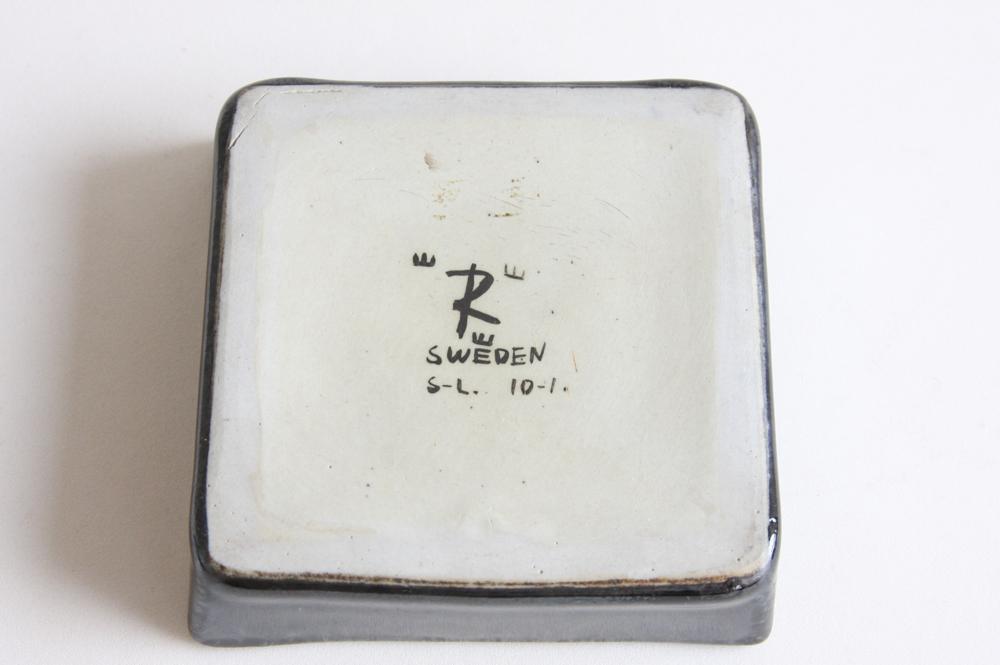 R
SWEDEN
S-L. 10-1.